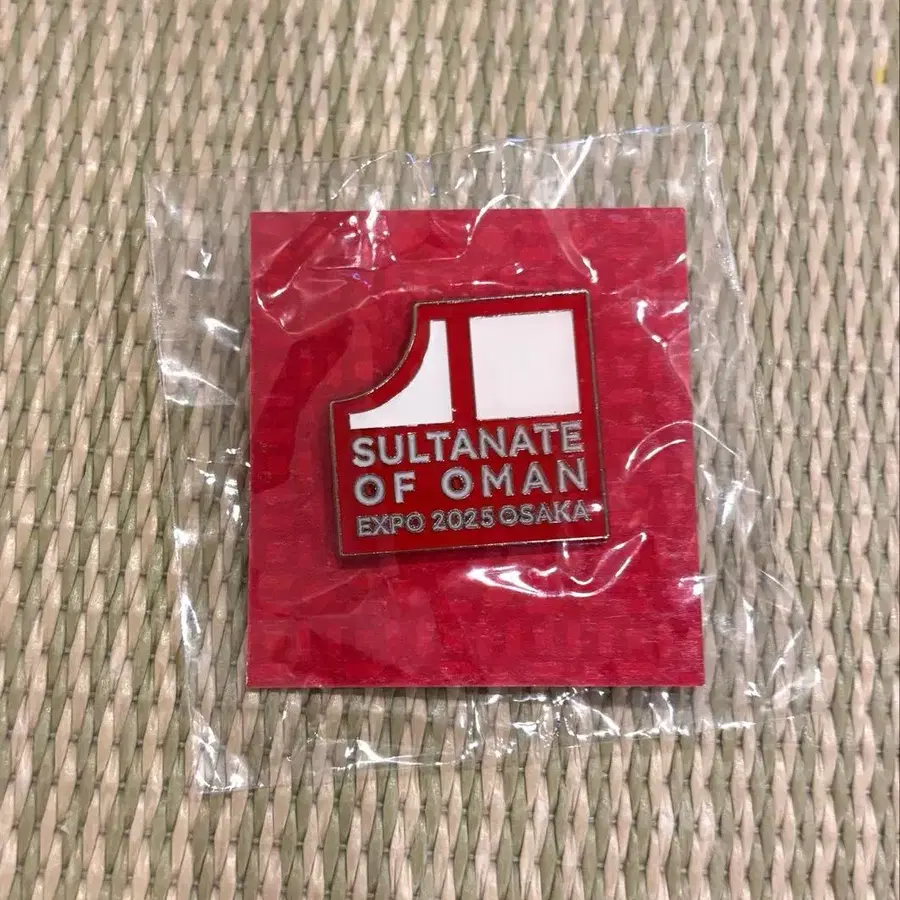 SULTANATE
OF OMAN
EXPO 2025 OSAKA